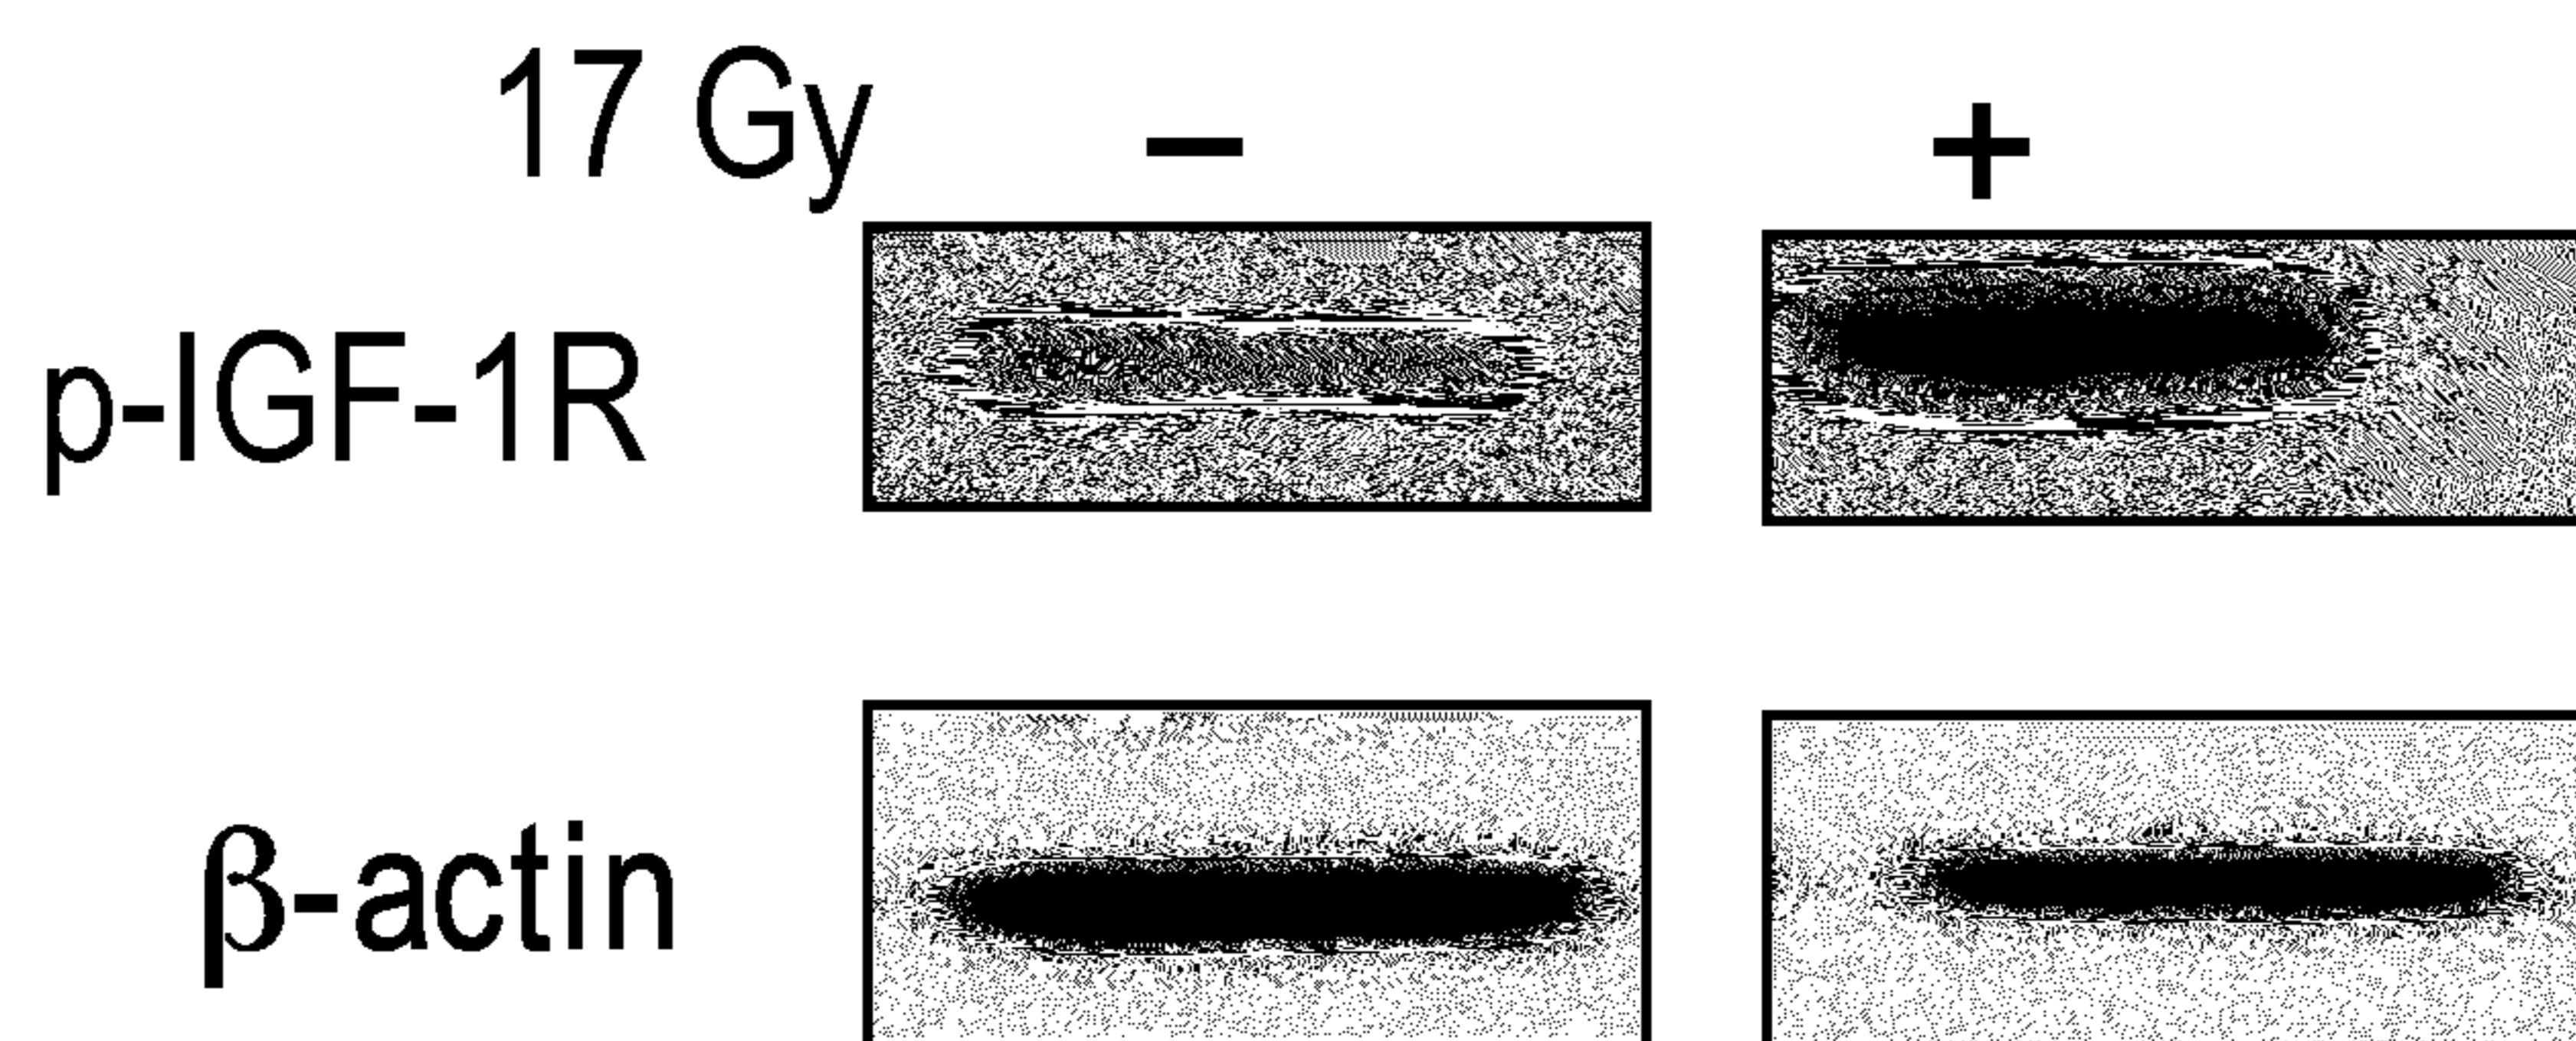 17 Gy – +
p-IGF-1R
β-actin